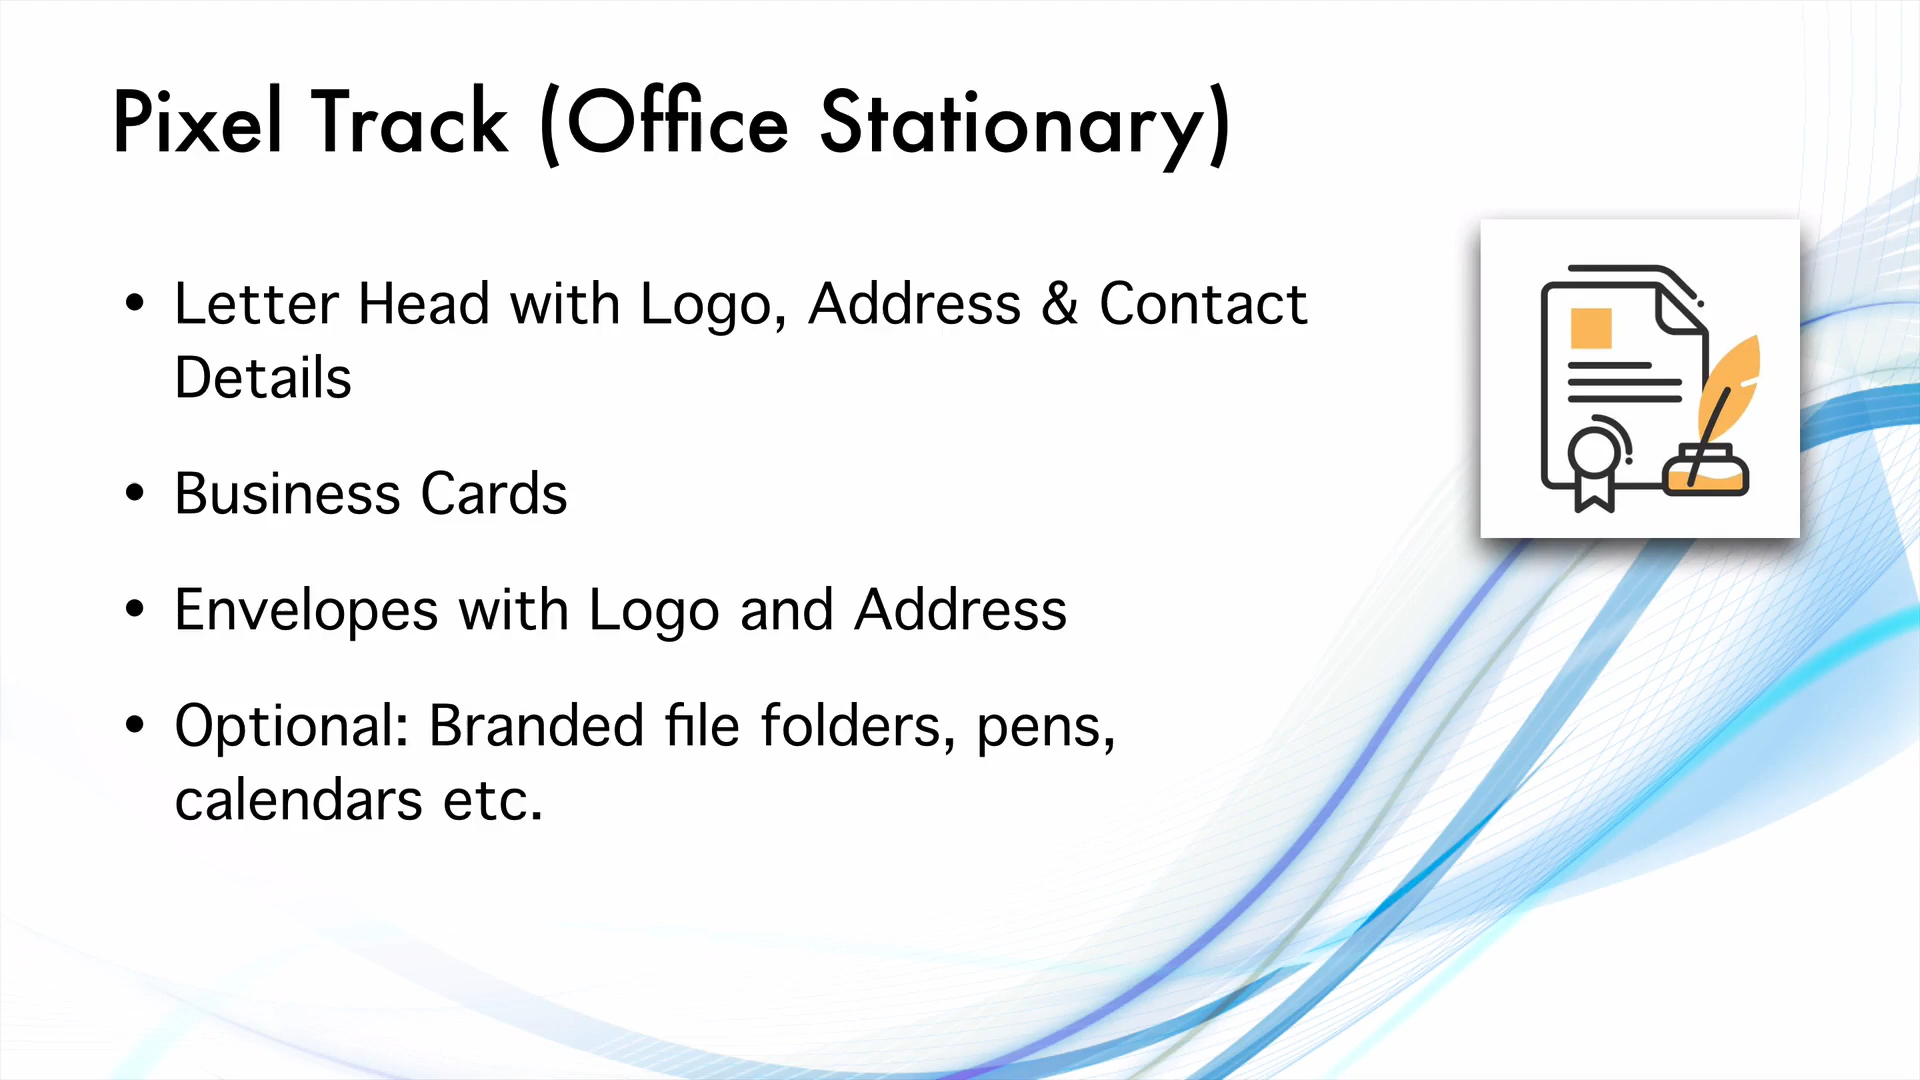 Pixel Track (Office Stationary)
• Letter Head with Logo, Address & Contact
Details
• Business Cards
• Envelopes with Logo and Address
• Optional: Branded file folders, pens,
calendars etc.